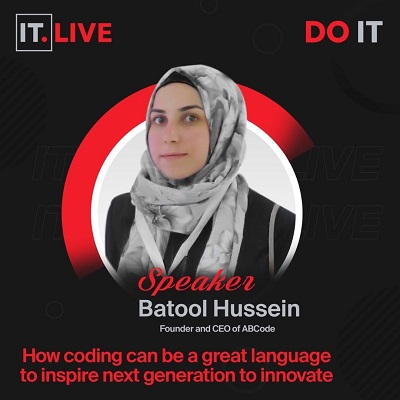 IT. LIVE
DO IT
Speaker
Batool Hussein
Founder and CEO of ABCode
How coding can be a great language
to inspire next generation to innovate